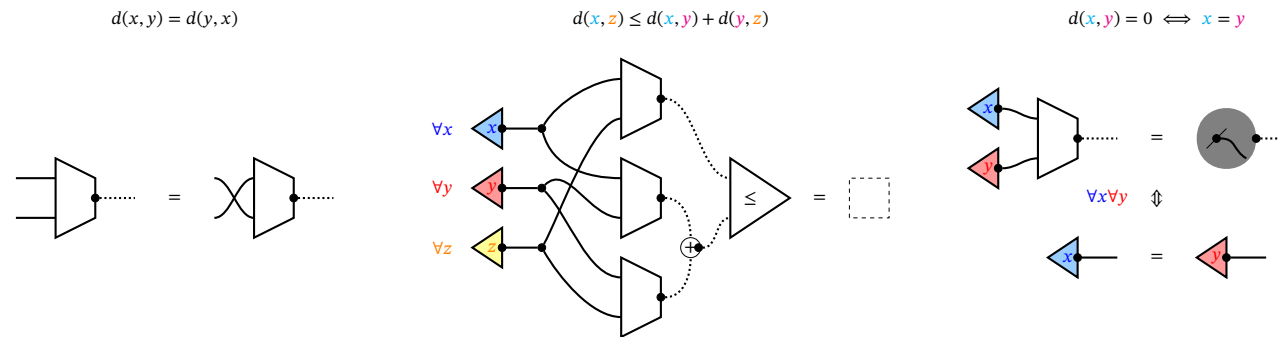 d(x, y) = d(y, x)
d(x, z) ≤ d(x, y) + d(y, z)
d(x, y) = 0 ⟺ x = y
=
∀x x
∀y y
∀z z
+
≤ =
x
y
=
∀x∀y ⇕
x = y